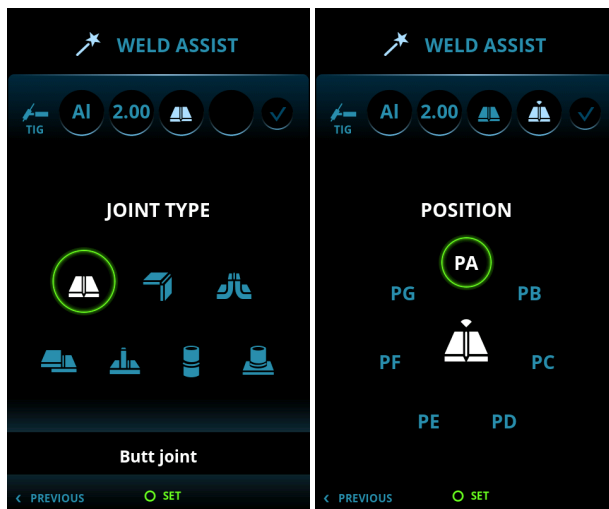 WELD ASSIST
TIG
Al
2.00
JOINT TYPE
Butt joint
PREVIOUS
SET
WELD ASSIST
TIG
Al
2.00
POSITION
PA
PG
PB
PF
PC
PE
PD
PREVIOUS
SET